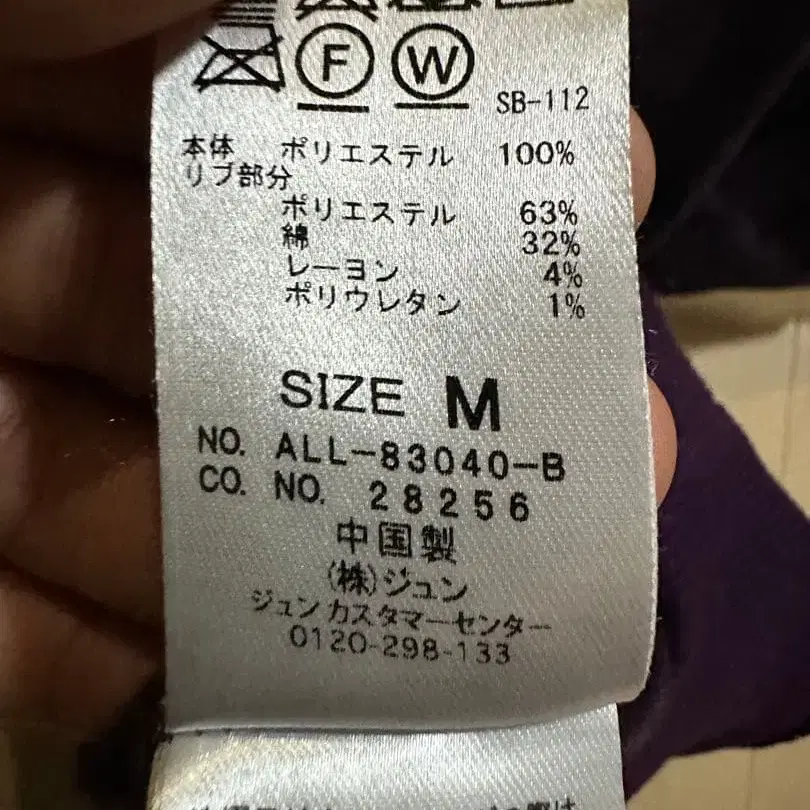 F W SB-112
本体 ポリエステル 100%
リブ部分
ポリエステル 63%
綿 32%
レーヨン 4%
ポリウレタン 1%
SIZE M
NO. ALL-83040-B
CO. NO. 28256
中国製
(株)ジュン
ジュンカスタマーセンター
0120-298-133